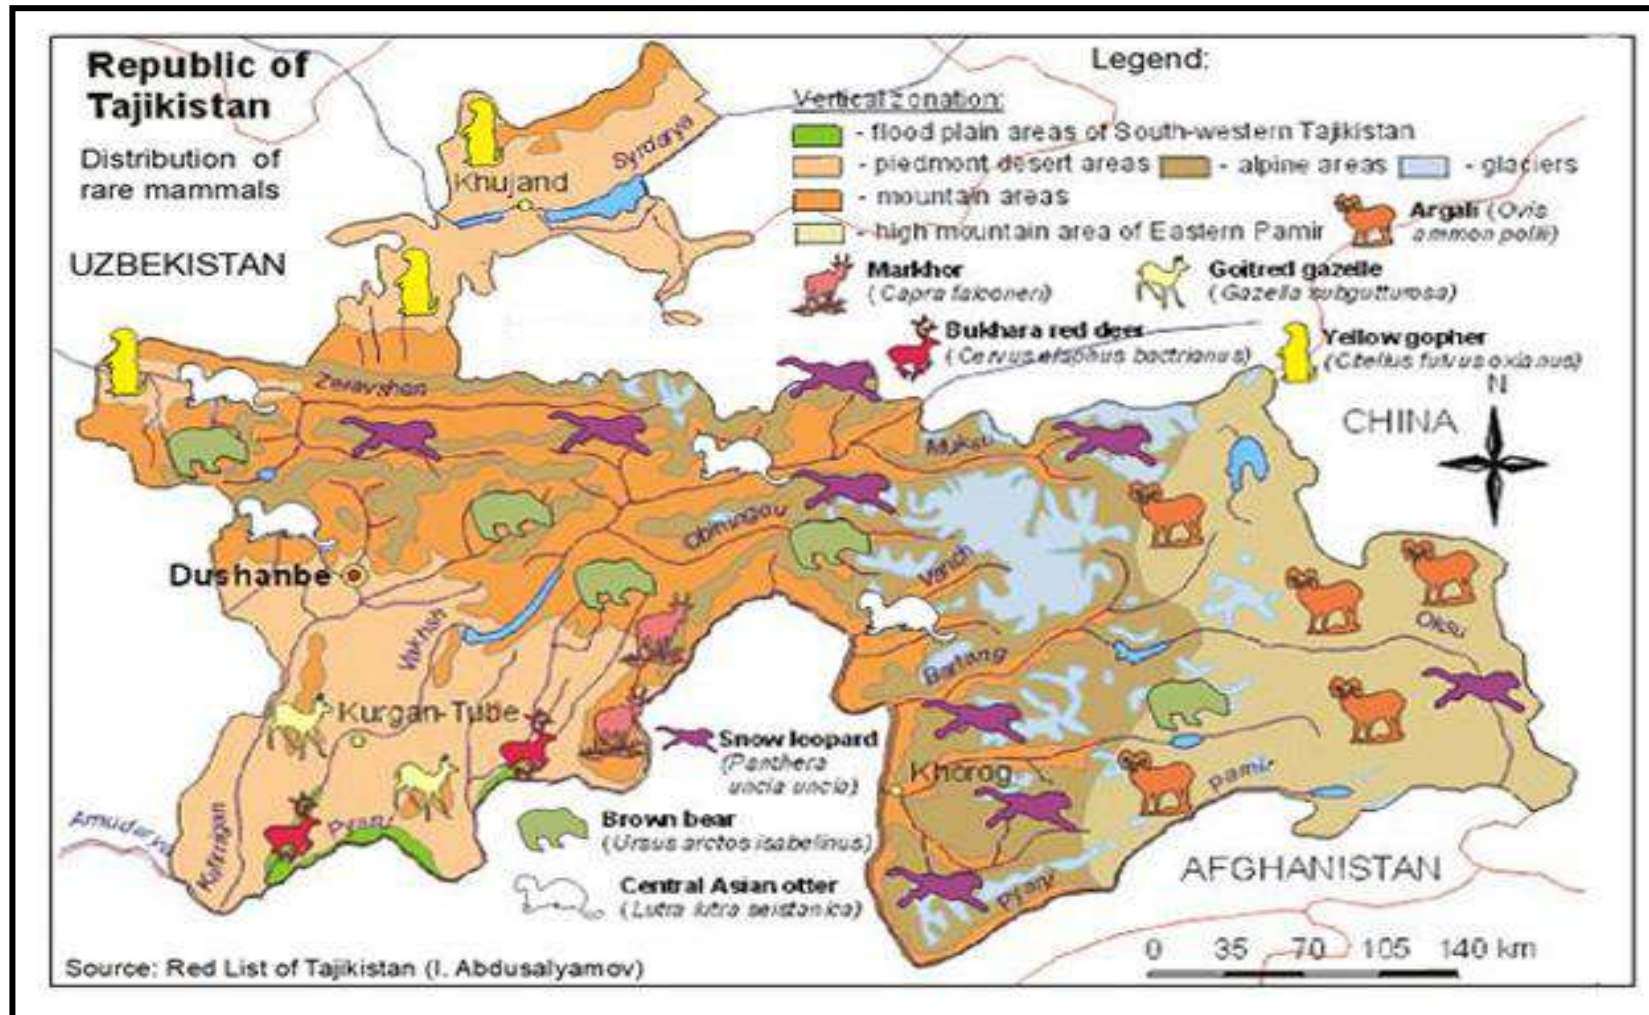 Republic of
Tajikistan
Distribution of
rare mammals
Legend:
Vertical zonation:
- flood plain areas of South-western Tajikistan
- piedmont desert areas
- alpine areas
- glaciers
- mountain areas
- high mountain area of Eastern Pamir
Argali (Ovis
ammon polii)
Markhor
(Capra falconeri)
Goitred gazelle
(Gazella subgutturosa)
Bukhara red deer
(Cervus elaphus bactrianus)
Yellow gopher
(Citellus fulvus oxianus)
Syrdarya
Khujand
UZBEKISTAN
N
CHINA
Zeravshan
Muksu
Obihingou
Vanch
Dushanbe
Vakhsh
Bartang
Oksu
Kurgan-Tube
Snow leopard
(Panthera
uncia uncia)
Khorog
pamir
Brown bear
(Ursus arctos isabelinus)
Amudarya
Kafirnigan
Pyanj
Pyanj
AFGHANISTAN
Central Asian otter
(Lutra lutra seistanica)
0 35 70 105 140 km
Source: Red List of Tajikistan (I. Abdusalyamov)